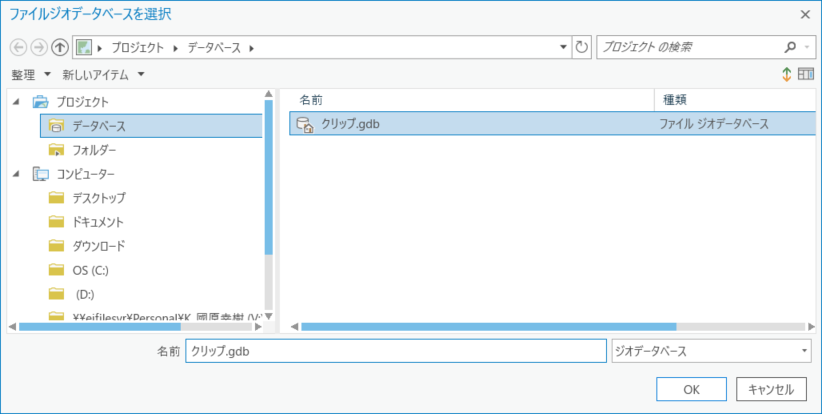 ファイルジオデータベースを選択
プロジェクト データベース
プロジェクト の検索
整理 新しいアイテム
プロジェクト
データベース
フォルダー
コンピューター
デスクトップ
ドキュメント
ダウンロード
OS (C:)
(D:)
名前 種類
クリップ.gdb ファイル ジオデータベース
名前 クリップ.gdb ジオデータベース
OK キャンセル